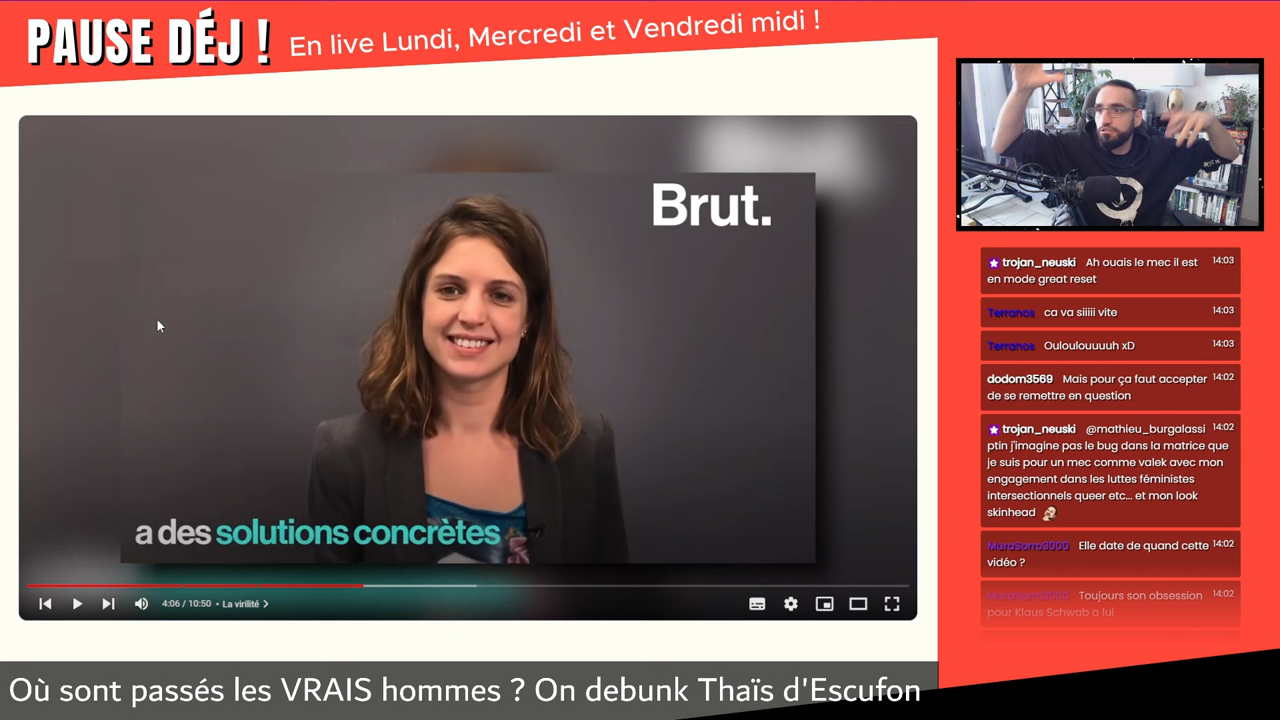 PAUSE DÉJ ! En live Lundi, Mercredi et Vendredi midi !
Brut.
a des solutions concrètes
4:06 / 10:50 • La virilité >
trojan_neuski Ah ouais le mec il est 14:03
en mode great reset
Terranos ca va siiiii vite 14:03
Terranos Ouloulouuuuh xD 14:03
dodom3569 Mais pour ça faut accepter 14:02
de se remettre en question
trojan_neuski @mathieu_burgalassi 14:02
ptin j'imagine pas le bug dans la matrice que
je suis pour un mec comme valek avec mon
engagement dans les luttes féministes
intersectionnels queer etc... et mon look
skinhead
MuraSorro3000 Elle date de quand cette 14:02
vidéo ?
MuraSorro3000 Toujours son obsession 14:02
pour Klaus Schwab a lui
Où sont passés les VRAIS hommes ? On debunk Thaïs d'Escufon